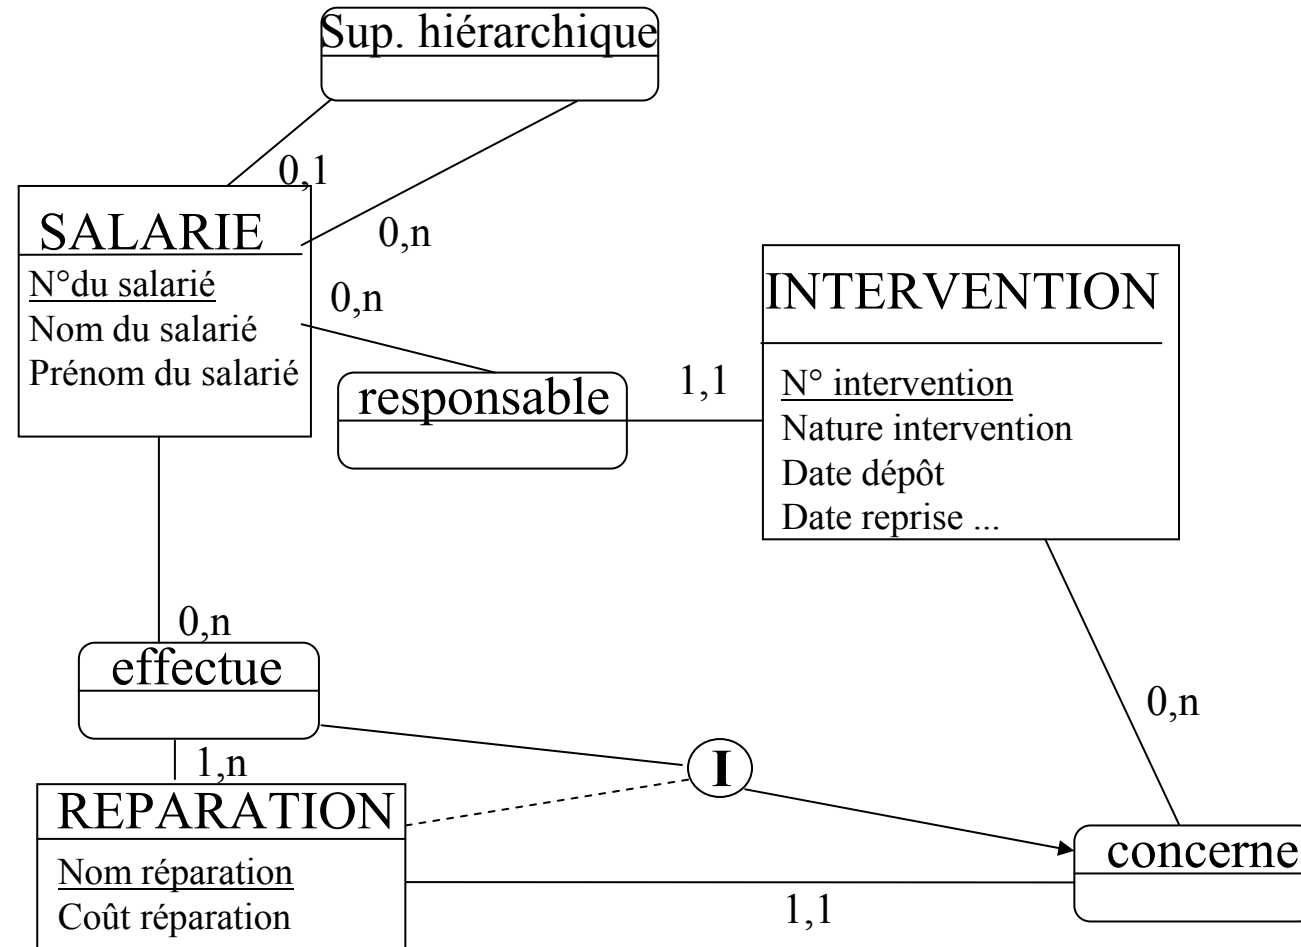 Sup. hiérarchique
0,1
0,n
SALARIE
N°du salarié
Nom du salarié
Prénom du salarié
0,n
responsable
1,1
INTERVENTION
N° intervention
Nature intervention
Date dépôt
Date reprise ...
0,n
effectue
1,n
0,n
I
REPARATION
Nom réparation
Coût réparation
1,1
concerne